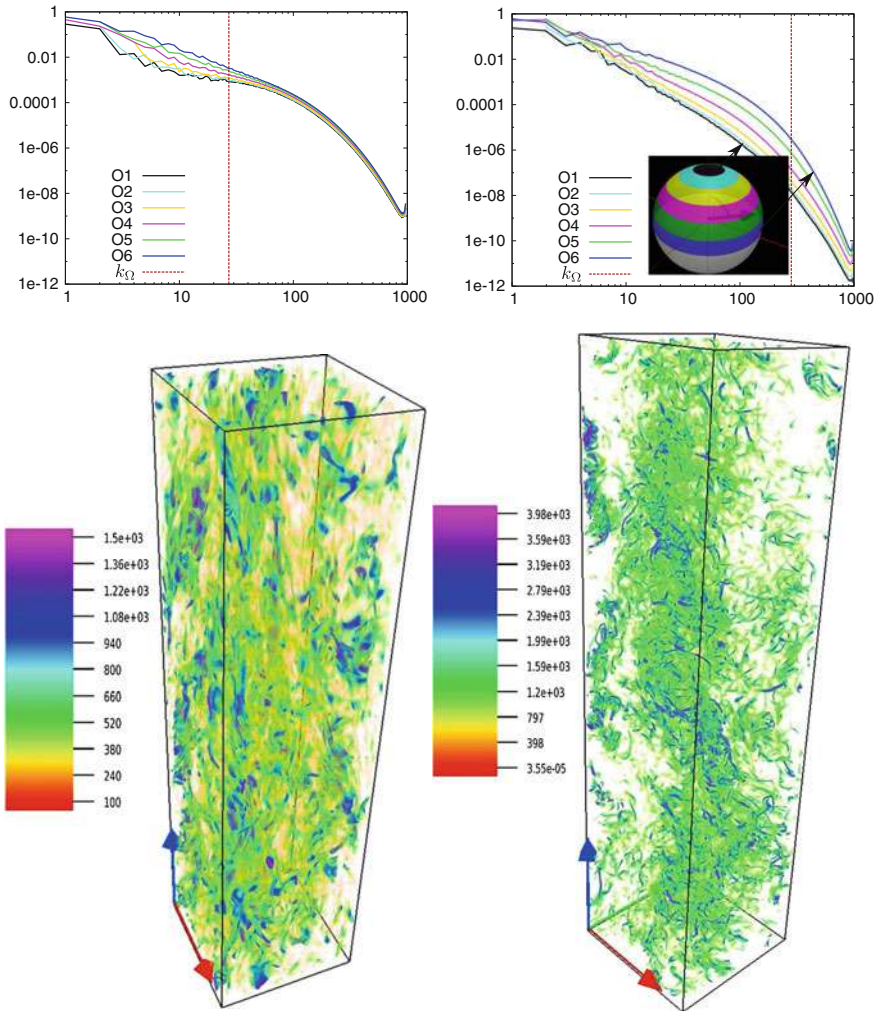 1
0.01
0.0001
1e-06
1e-08
1e-10
1e-12
O1
O2
O3
O4
O5
O6
k_Ω
1
10
100
1000
1
0.01
0.0001
1e-06
1e-08
1e-10
1e-12
O1
O2
O3
O4
O5
O6
k_Ω
1
10
100
1000
1.5e+03
1.36e+03
1.22e+03
1.08e+03
940
800
660
520
380
240
100
3.98e+03
3.59e+03
3.19e+03
2.79e+03
2.39e+03
1.99e+03
1.59e+03
1.2e+03
797
398
3.55e-05